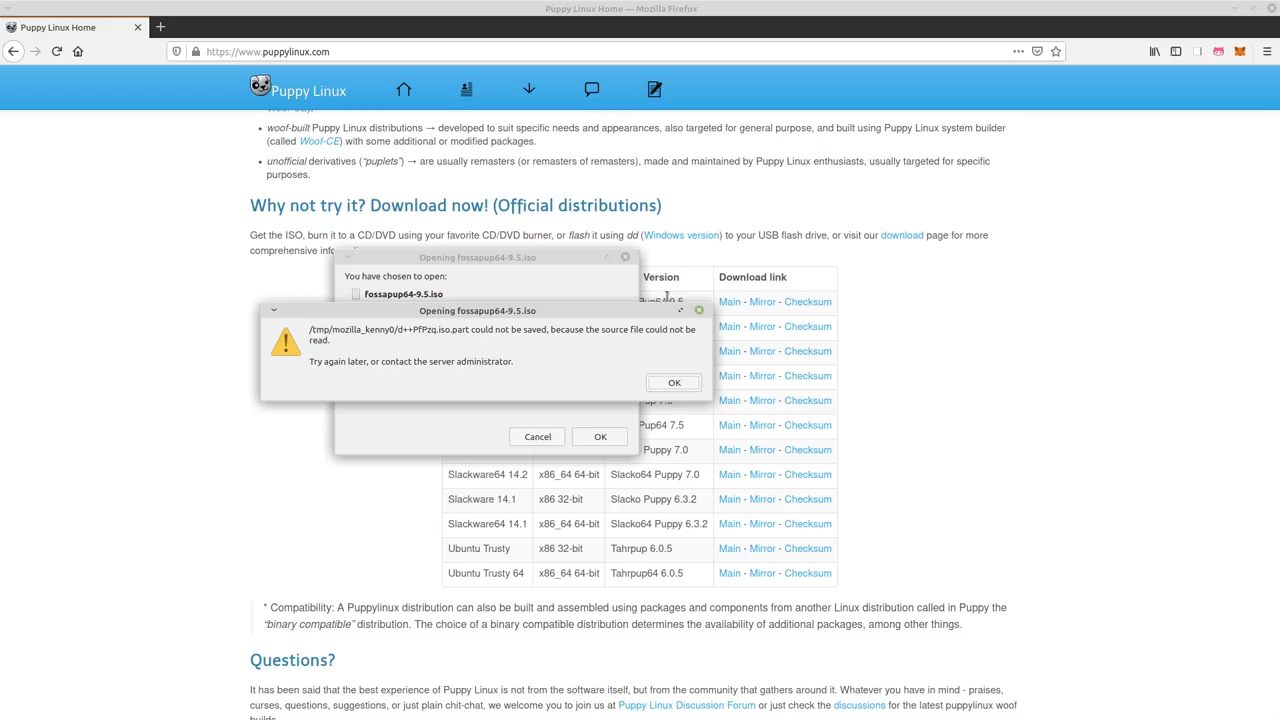 Puppy Linux Home — Mozilla Firefox
Puppy Linux Home
https://www.puppylinux.com
Puppy Linux
woof-built Puppy Linux distributions → developed to suit specific needs and appearances, also targeted for general purpose, and built using Puppy Linux system builder
(called Woof-CE) with some additional or modified packages.
unofficial derivatives (“puplets”) → are usually remasters (or remasters of remasters), made and maintained by Puppy Linux enthusiasts, usually targeted for specific
purposes.
Why not try it? Download now! (Official distributions)
Get the ISO, burn it to a CD/DVD using your favorite CD/DVD burner, or flash it using dd (Windows version) to your USB flash drive, or visit our download page for more
comprehensive
Opening fossapup64-9.5.iso
You have chosen to open:
fossapup64-9.5.iso
Version
Download link
Main - Mirror - Checksum
Opening fossapup64-9.5.iso
/tmp/mozilla_kenny0/d++PfPzq.iso.part could not be saved, because the source file could not be
read.
Try again later, or contact the server administrator.
OK
Main - Mirror - Checksum
Main - Mirror - Checksum
Main - Mirror - Checksum
Main - Mirror - Checksum
Cancel
OK
Pup64 7.5 Main - Mirror - Checksum
Puppy 7.0 Main - Mirror - Checksum
Slackware64 14.2 x86_64 64-bit Slacko64 Puppy 7.0 Main - Mirror - Checksum
Slackware 14.1 x86 32-bit Slacko Puppy 6.3.2 Main - Mirror - Checksum
Slackware64 14.1 x86_64 64-bit Slacko64 Puppy 6.3.2 Main - Mirror - Checksum
Ubuntu Trusty x86 32-bit Tahrpup 6.0.5 Main - Mirror - Checksum
Ubuntu Trusty 64 x86_64 64-bit Tahrpup64 6.0.5 Main - Mirror - Checksum
* Compatibility: A Puppylinux distribution can also be built and assembled using packages and components from another Linux distribution called in Puppy the
“binary compatible” distribution. The choice of a binary compatible distribution determines the availability of additional packages, among other things.
Questions?
It has been said that the best experience of Puppy Linux is not from the software itself, but from the community that gathers around it. Whatever you have in mind - praises,
curses, questions, suggestions, or just plain chit-chat, we welcome you to join us at Puppy Linux Discussion Forum or just check the discussions for the latest puppylinux woof